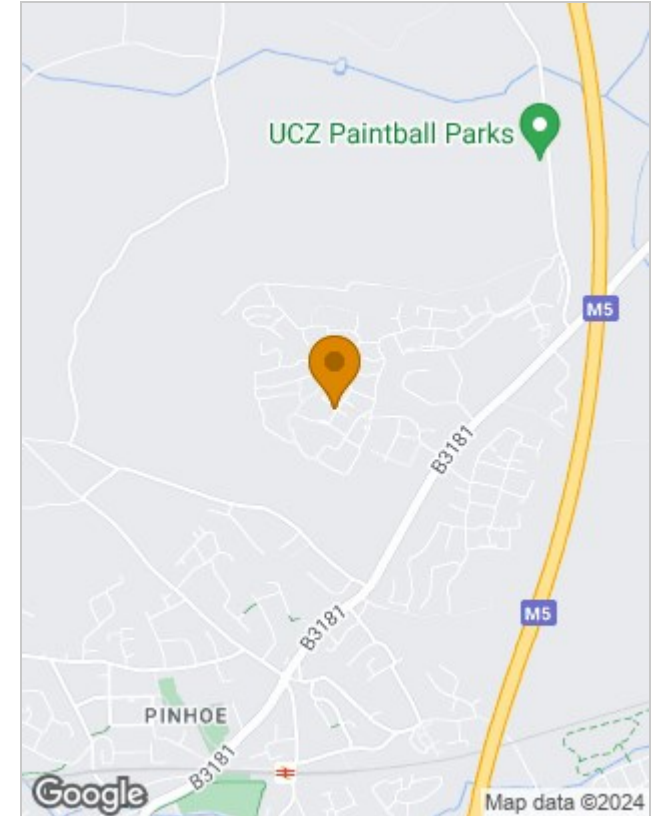 UCZ Paintball Parks
M5
B3181
M5
B3181
PINHOE
B3181
Google
Map data ©2024